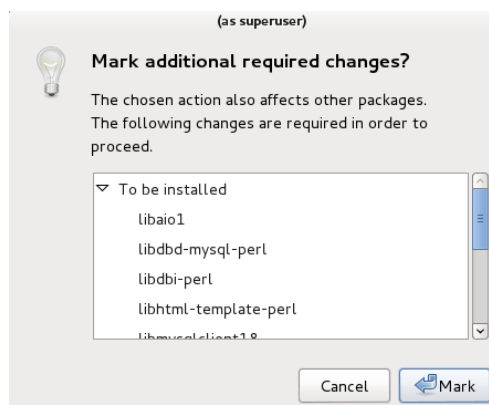 (as superuser)
Mark additional required changes?
The chosen action also affects other packages.
The following changes are required in order to
proceed.
To be installed
libaio1
libdbd-mysql-perl
libdbi-perl
libhtml-template-perl
libmysqlclient18
Cancel
Mark